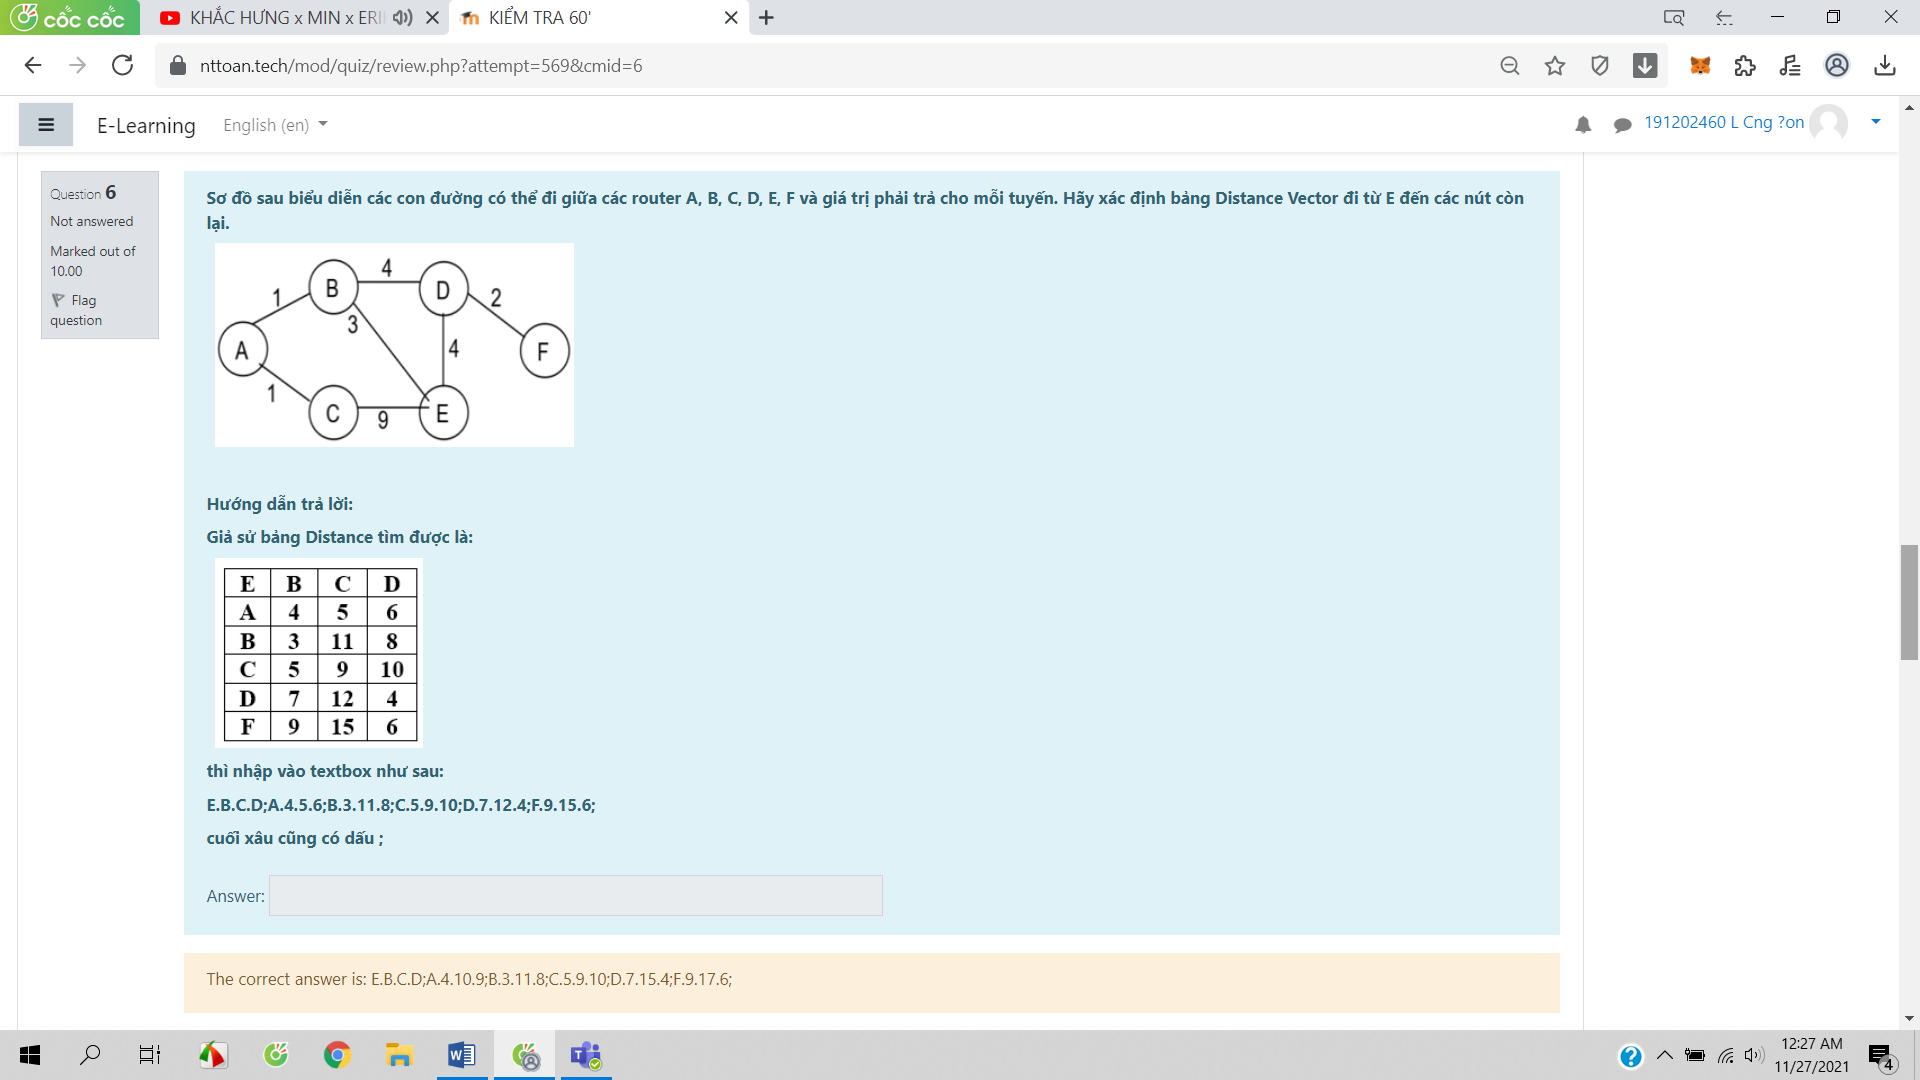 cốc cốc
KHẮC HƯNG x MIN x ERI
KIỂM TRA 60'
nttoan.tech/mod/quiz/review.php?attempt=569&cmid=6
E-Learning
English (en)
191202460 L Cng ?on
Question 6
Not answered
Marked out of
10.00
Flag
question
Sơ đồ sau biểu diễn các con đường có thể đi giữa các router A, B, C, D, E, F và giá trị phải trả cho mỗi tuyến. Hãy xác định bảng Distance Vector đi từ E đến các nút còn
lại.
B 4 D
1 3 2
A 4 F
1
C 9 E
Hướng dẫn trả lời:
Giả sử bảng Distance tìm được là:
E B C D
A 4 5 6
B 3 11 8
C 5 9 10
D 7 12 4
F 9 15 6
thì nhập vào textbox như sau:
E.B.C.D;A.4.5.6;B.3.11.8;C.5.9.10;D.7.12.4;F.9.15.6;
cuối xâu cũng có dấu ;
Answer:
The correct answer is: E.B.C.D;A.4.10.9;B.3.11.8;C.5.9.10;D.7.15.4;F.9.17.6;
12:27 AM
11/27/2021
4